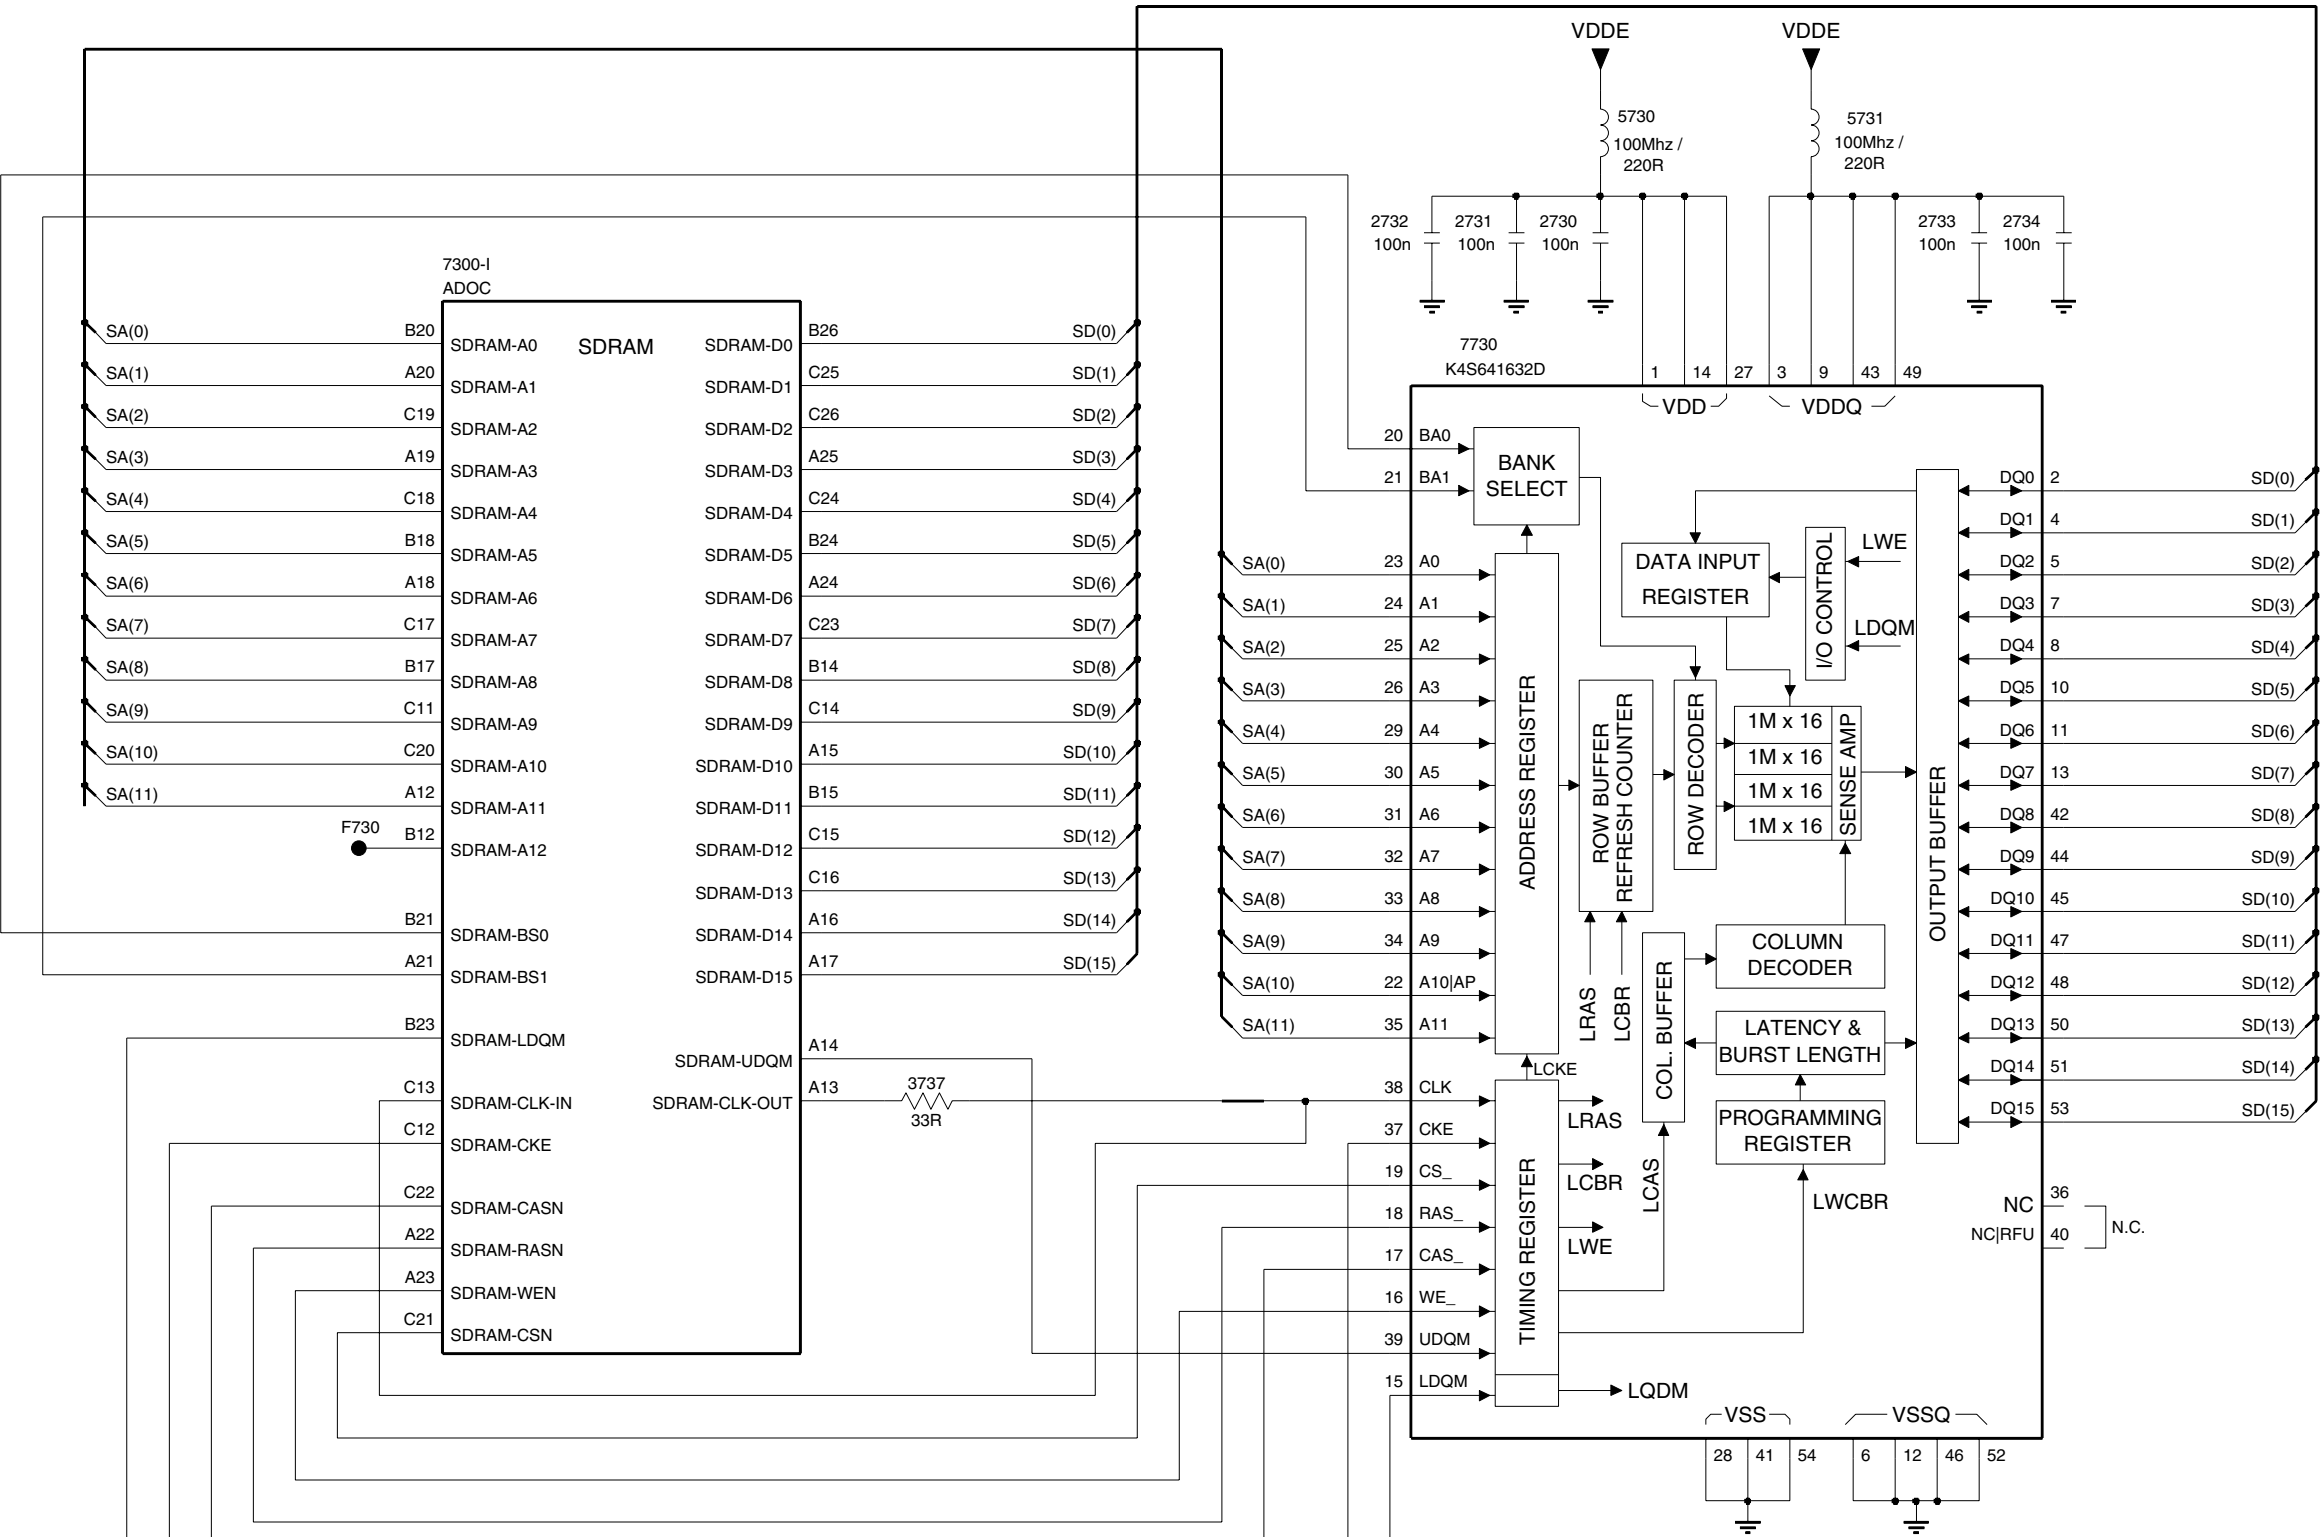 VDDE
VDDE
5730
100Mhz /
220R
5731
100Mhz /
220R
2732
100n
2731
100n
2730
100n
2733
100n
2734
100n
7300-I
ADOC
SDRAM
SA(0) B20 SDRAM-A0
SA(1) A20 SDRAM-A1
SA(2) C19 SDRAM-A2
SA(3) A19 SDRAM-A3
SA(4) C18 SDRAM-A4
SA(5) B18 SDRAM-A5
SA(6) A18 SDRAM-A6
SA(7) C17 SDRAM-A7
SA(8) B17 SDRAM-A8
SA(9) C11 SDRAM-A9
SA(10) C20 SDRAM-A10
SA(11) A12 SDRAM-A11
F730 B12 SDRAM-A12
B21 SDRAM-BS0
A21 SDRAM-BS1
B23 SDRAM-LDQM
C13 SDRAM-CLK-IN
C12 SDRAM-CKE
C22 SDRAM-CASN
A22 SDRAM-RASN
A23 SDRAM-WEN
C21 SDRAM-CSN
SDRAM-D0 B26 SD(0)
SDRAM-D1 C25 SD(1)
SDRAM-D2 C26 SD(2)
SDRAM-D3 A25 SD(3)
SDRAM-D4 C24 SD(4)
SDRAM-D5 B24 SD(5)
SDRAM-D6 A24 SD(6)
SDRAM-D7 C23 SD(7)
SDRAM-D8 B14 SD(8)
SDRAM-D9 C14 SD(9)
SDRAM-D10 A15 SD(10)
SDRAM-D11 B15 SD(11)
SDRAM-D12 C15 SD(12)
SDRAM-D13 C16 SD(13)
SDRAM-D14 A16 SD(14)
SDRAM-D15 A17 SD(15)
SDRAM-UDQM A14
SDRAM-CLK-OUT A13
3737
33R
7730
K4S641632D
1 14 27 3 9 43 49
VDD VDDQ
20 BA0
21 BA1
SA(0) 23 A0
SA(1) 24 A1
SA(2) 25 A2
SA(3) 26 A3
SA(4) 29 A4
SA(5) 30 A5
SA(6) 31 A6
SA(7) 32 A7
SA(8) 33 A8
SA(9) 34 A9
SA(10) 22 A10|AP
SA(11) 35 A11
38 CLK
37 CKE
19 CS_
18 RAS_
17 CAS_
16 WE_
39 UDQM
15 LDQM
BANK
SELECT
DATA INPUT
REGISTER
I/O CONTROL
LWE
LDQM
ADDRESS REGISTER
ROW BUFFER
REFRESH COUNTER
ROW DECODER
1M x 16
1M x 16
1M x 16
1M x 16
SENSE AMP
OUTPUT BUFFER
LRAS
LCBR
COL. BUFFER
COLUMN
DECODER
LATENCY &
BURST LENGTH
PROGRAMMING
REGISTER
LCKE
TIMING REGISTER
LRAS
LCBR
LWE
LCAS
LWCBR
LQDM
DQ0 2 SD(0)
DQ1 4 SD(1)
DQ2 5 SD(2)
DQ3 7 SD(3)
DQ4 8 SD(4)
DQ5 10 SD(5)
DQ6 11 SD(6)
DQ7 13 SD(7)
DQ8 42 SD(8)
DQ9 44 SD(9)
DQ10 45 SD(10)
DQ11 47 SD(11)
DQ12 48 SD(12)
DQ13 50 SD(13)
DQ14 51 SD(14)
DQ15 53 SD(15)
NC 36
NC|RFU 40
N.C.
VSS VSSQ
28 41 54 6 12 46 52